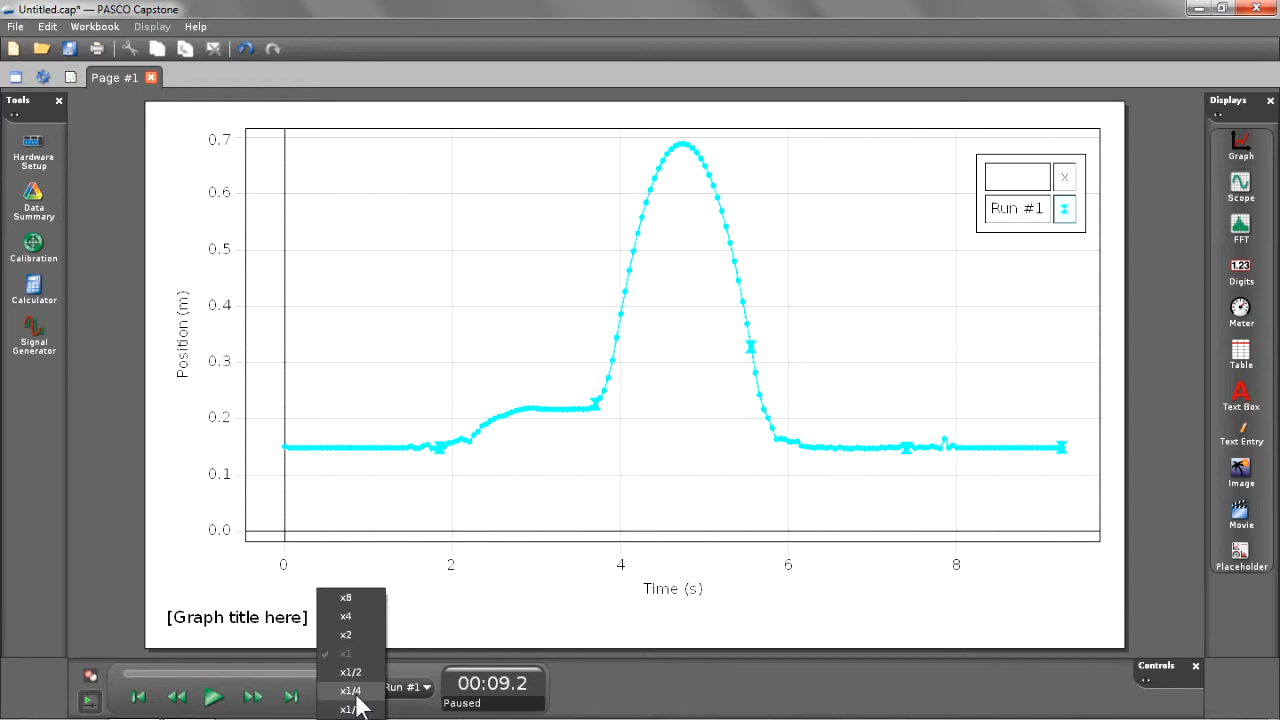 Untitled.cap* — PASCO Capstone
File Edit Workbook Display Help
Page #1
Tools
Hardware
Setup
Data
Summary
Calibration
Calculator
Signal
Generator
0.7
0.6
0.5
0.4
0.3
0.2
0.1
0.0
Position (m)
0 2 4 6 8
Time (s)
x
Run #1
[Graph title here]
x8
x4
x2
x1
x1/2
x1/4
Run #1
00:09.2
Paused
Controls
Displays
Graph
Scope
FFT
1.23
Digits
Meter
Table
A
Text Box
Text Entry
Image
Movie
Placeholder